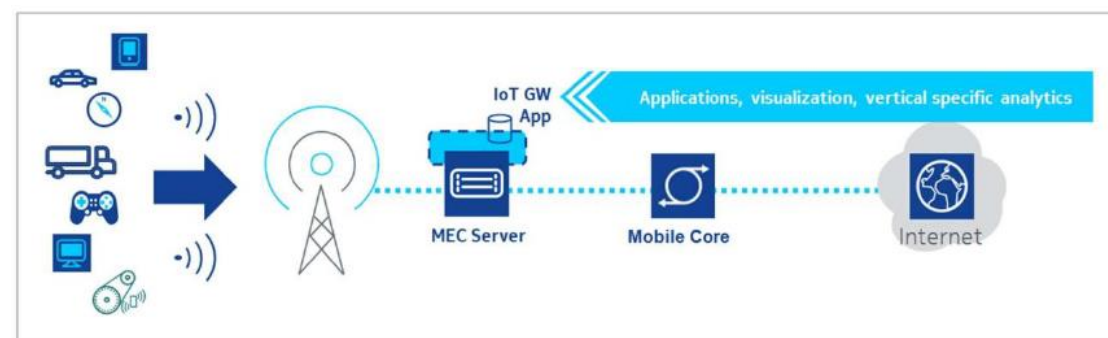 IoT GW
App
Applications, visualization, vertical specific analytics
N
MEC Server
Mobile Core
Internet